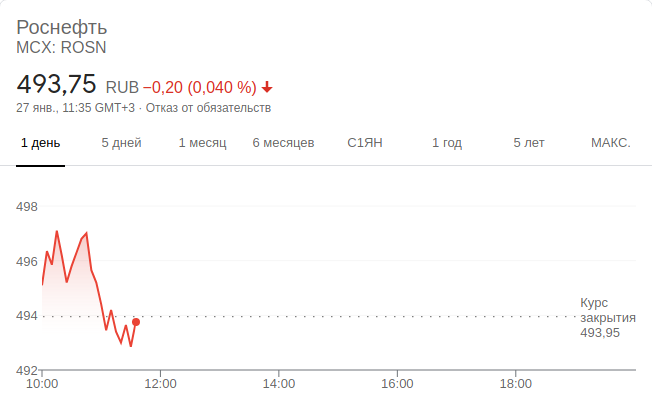 Роснефть
MCX: ROSN
493,75 RUB −0,20 (0,040 %)
27 янв., 11:35 GMT+3 · Отказ от обязательств
1 день 5 дней 1 месяц 6 месяцев С1ЯН 1 год 5 лет МАКС.
498
496
494
492
Курс
закрытия
493,95
10:00 12:00 14:00 16:00 18:00